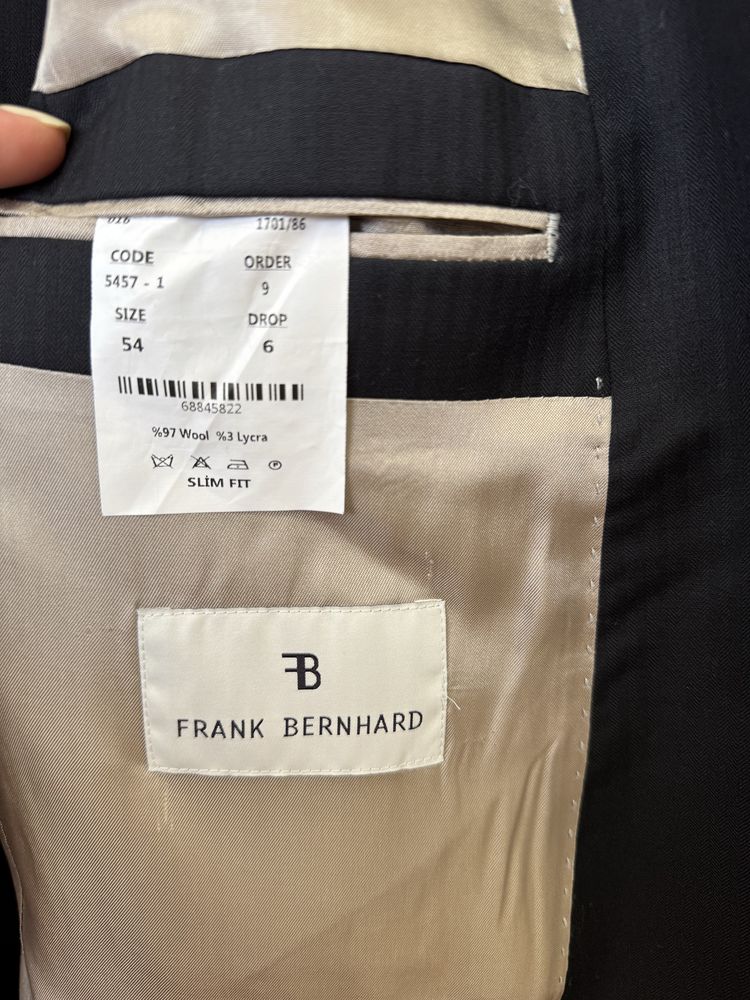 1701/86
CODE
ORDER
5457 - 1
9
SIZE
DROP
54
6
68845822
%97 Wool %3 Lycra
P
SLİM FIT
FB
FRANK BERNHARD